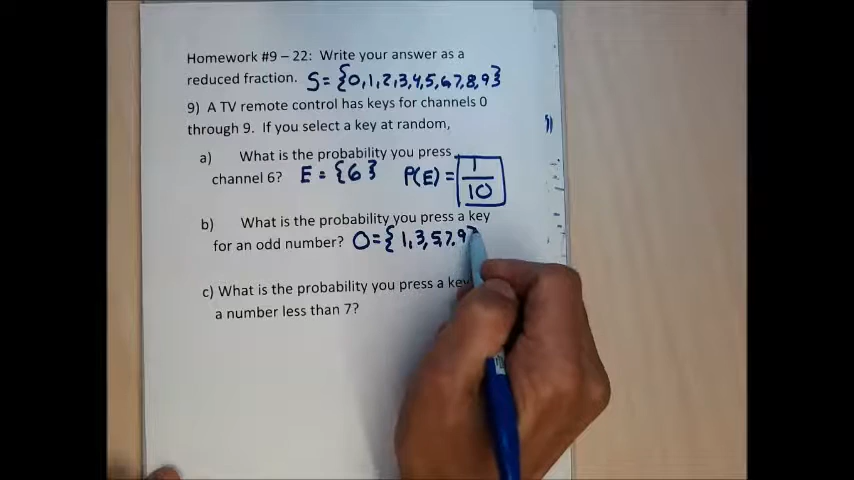 Homework #9 – 22: Write your answer as a
reduced fraction. S = {0,1,2,3,4,5,6,7,8,9}
9) A TV remote control has keys for channels 0
through 9. If you select a key at random,
a) What is the probability you press
channel 6? E = {6} P(E) = 1/10
b) What is the probability you press a key
for an odd number? O = {1,3,5,7,9}
c) What is the probability you press a key
a number less than 7?